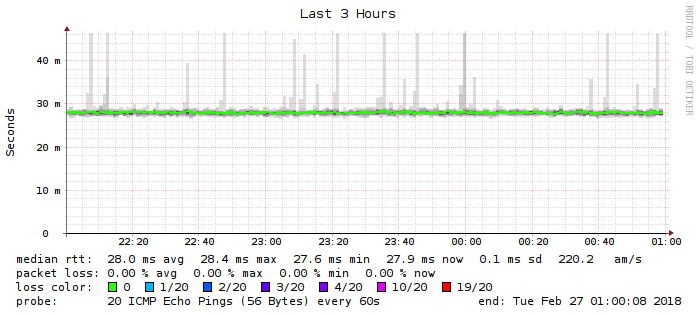 Last 3 Hours
RRDTOOL / TOBI OETIKER
Seconds
40 m
30 m
20 m
10 m
0
22:20 22:40 23:00 23:20 23:40 00:00 00:20 00:40 01:00
median rtt: 28.0 ms avg 28.4 ms max 27.6 ms min 27.9 ms now 0.1 ms sd 220.2 am/s
packet loss: 0.00 % avg 0.00 % max 0.00 % min 0.00 % now
loss color: 0 1/20 2/20 3/20 4/20 10/20 19/20
probe: 20 ICMP Echo Pings (56 Bytes) every 60s end: Tue Feb 27 01:00:08 2018